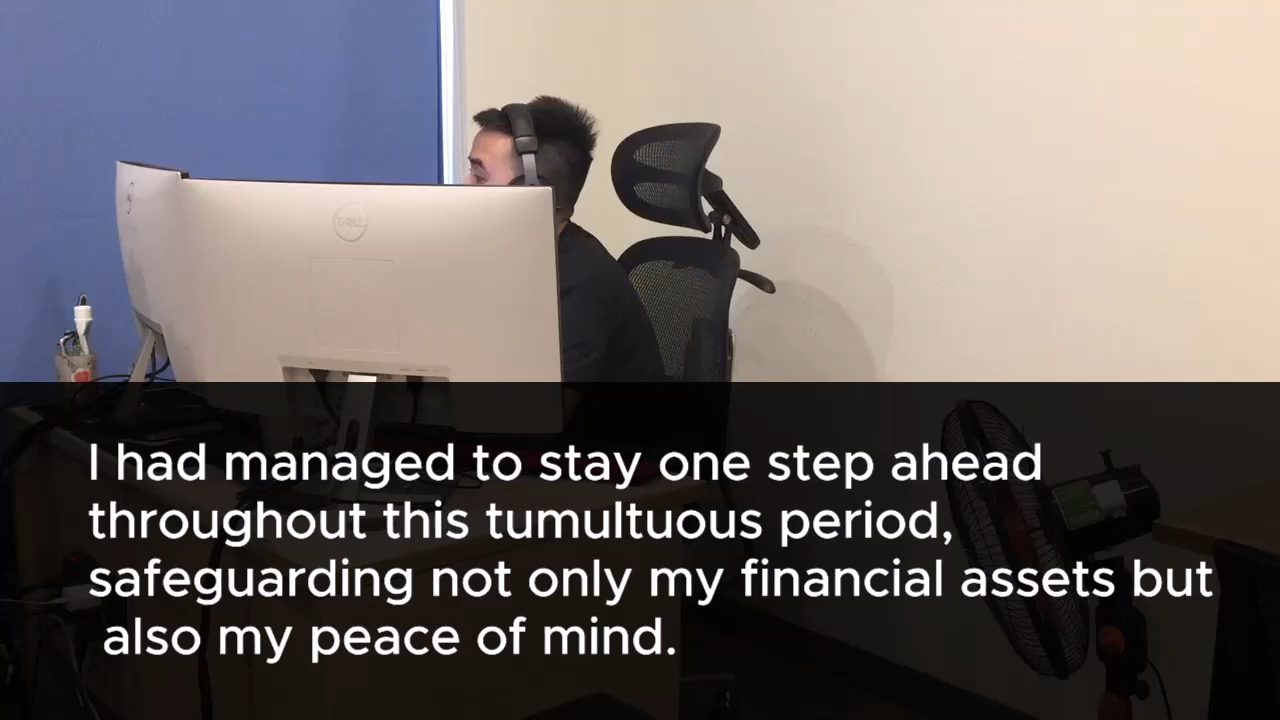 DELL
I had managed to stay one step ahead
throughout this tumultuous period,
safeguarding not only my financial assets but
also my peace of mind.